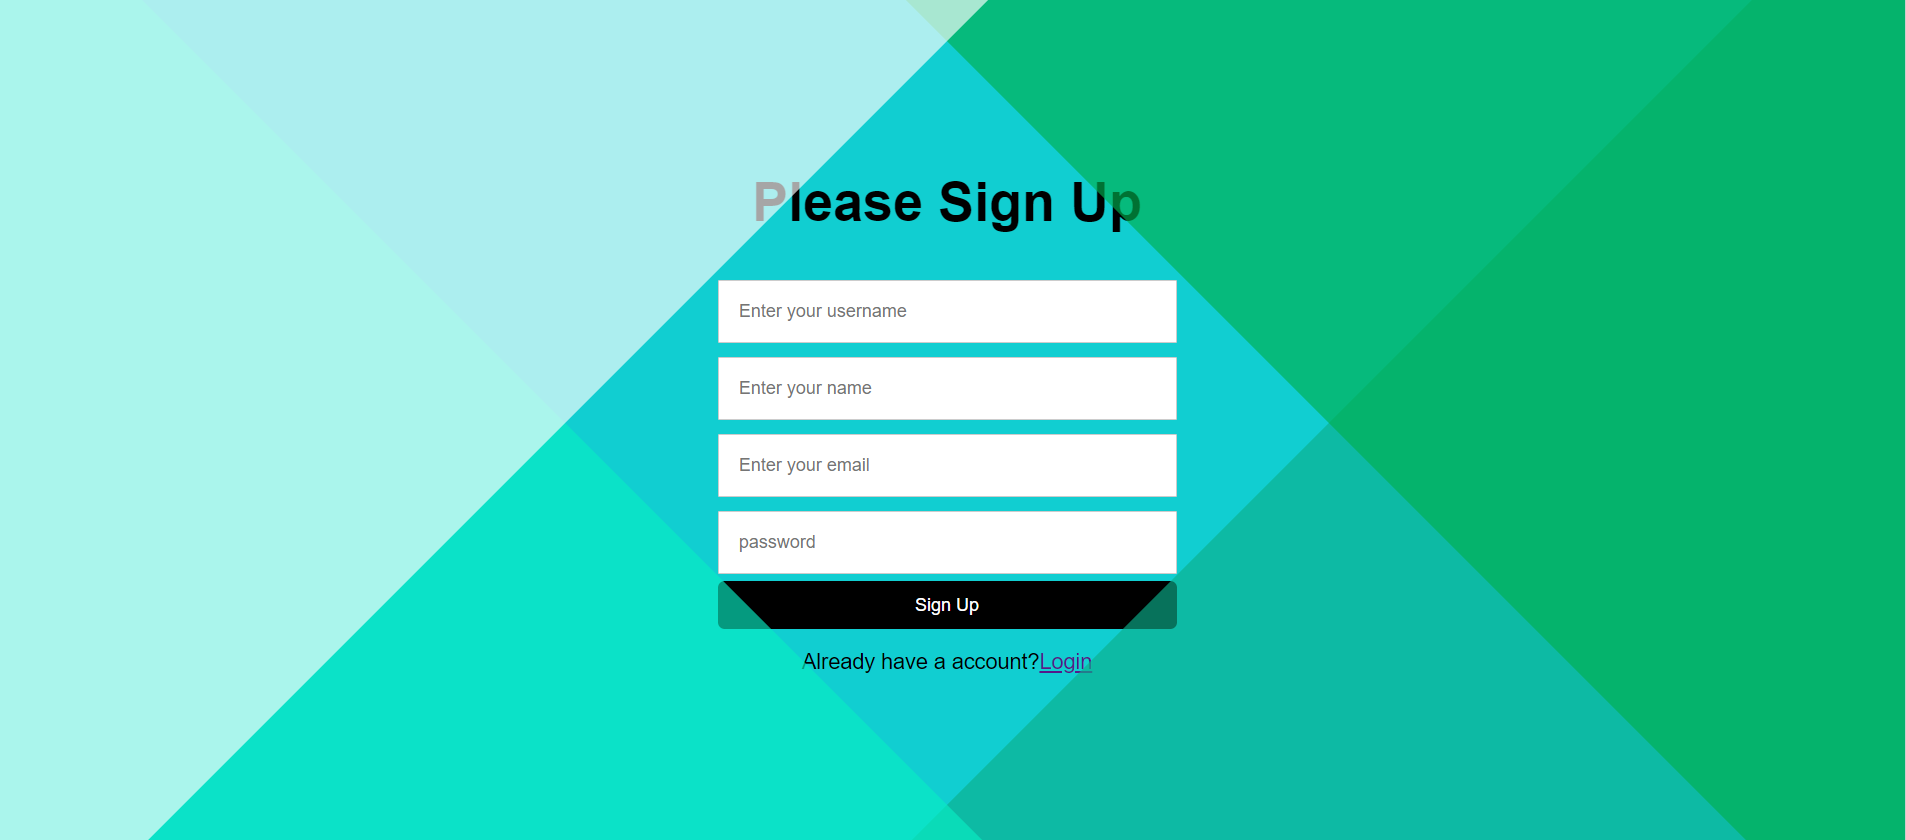 Please Sign Up
Enter your username
Enter your name
Enter your email
password
Sign Up
Already have a account?Login